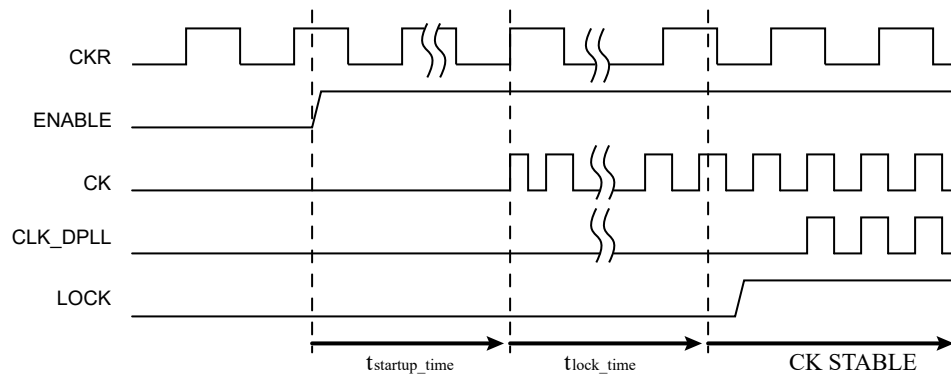 CKR
ENABLE
CK
CLK_DPLL
LOCK
tstartup_time
tlock_time
CK STABLE